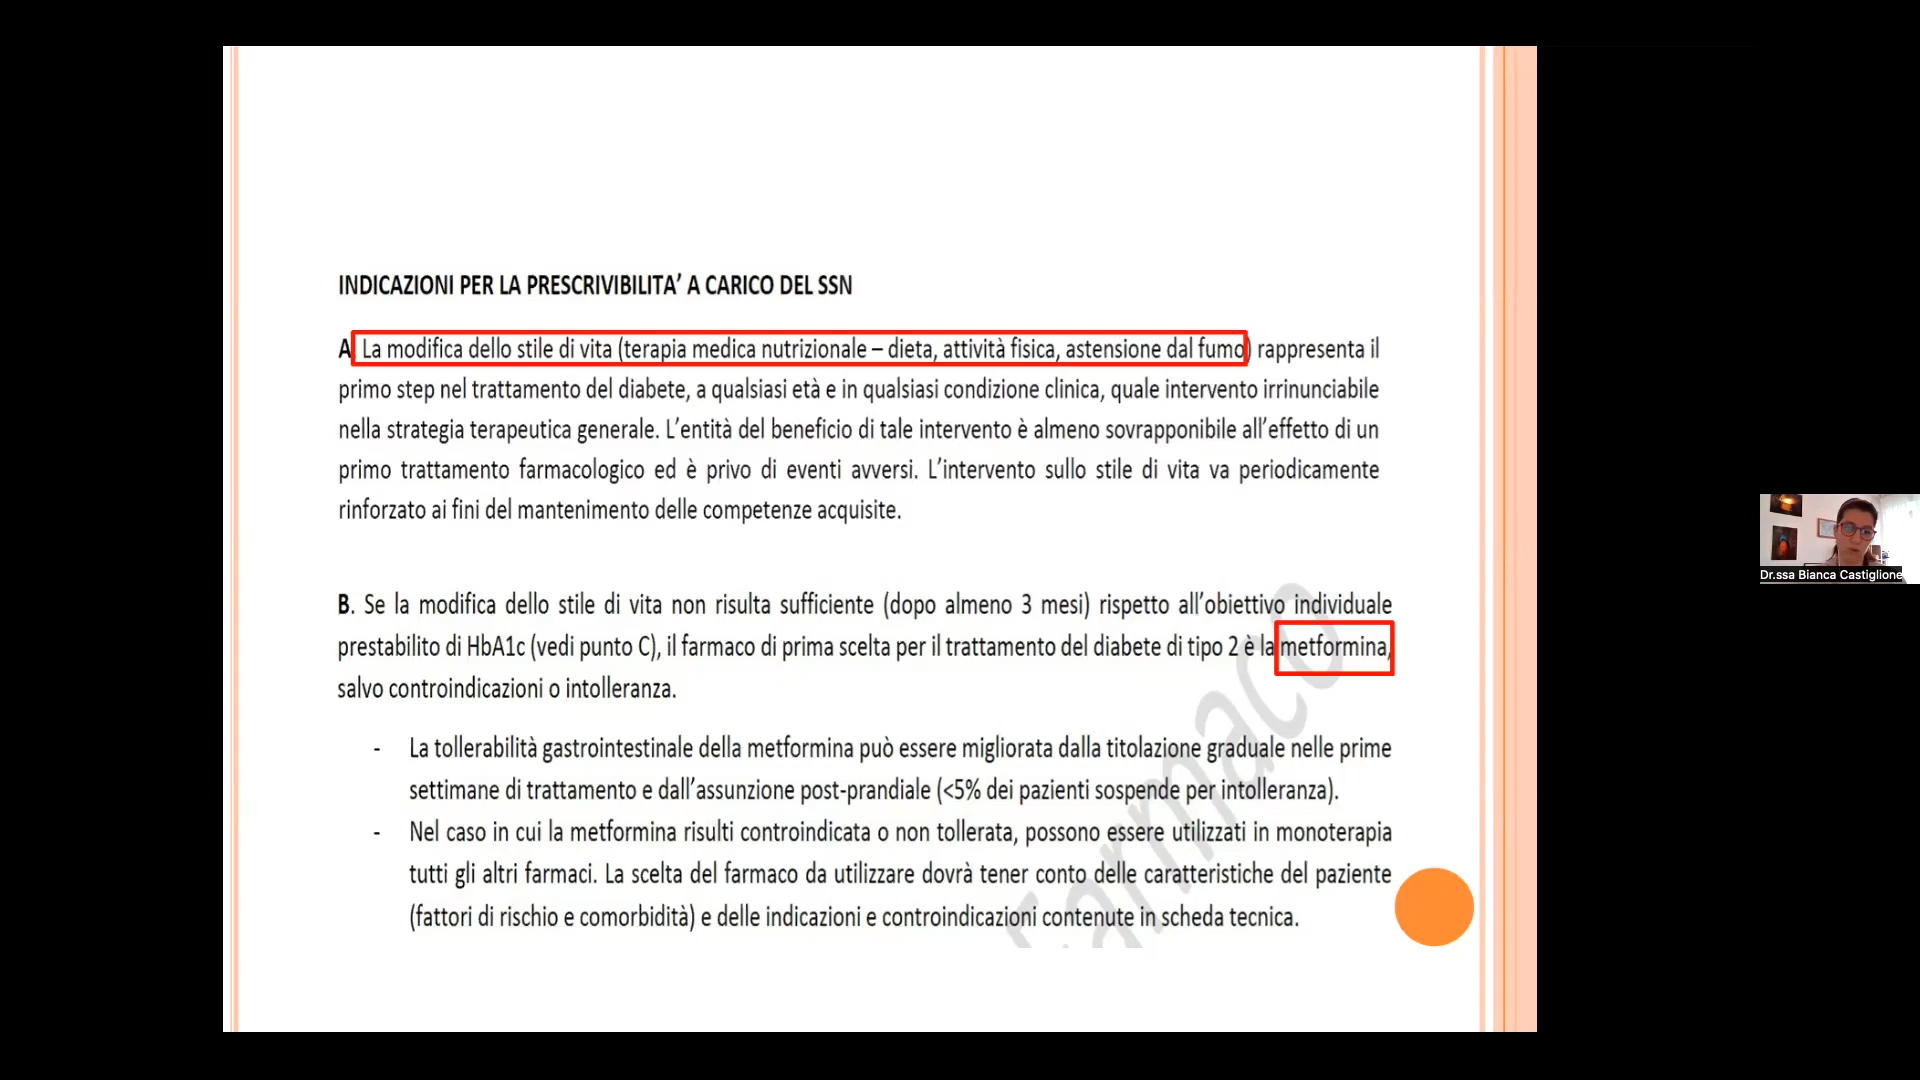 INDICAZIONI PER LA PRESCRIVIBILITA' A CARICO DEL SSN
A. La modifica dello stile di vita (terapia medica nutrizionale – dieta, attività fisica, astensione dal fumo) rappresenta il
primo step nel trattamento del diabete, a qualsiasi età e in qualsiasi condizione clinica, quale intervento irrinunciabile
nella strategia terapeutica generale. L'entità del beneficio di tale intervento è almeno sovrapponibile all'effetto di un
primo trattamento farmacologico ed è privo di eventi avversi. L'intervento sullo stile di vita va periodicamente
rinforzato ai fini del mantenimento delle competenze acquisite.
B. Se la modifica dello stile di vita non risulta sufficiente (dopo almeno 3 mesi) rispetto all'obiettivo individuale
prestabilito di HbA1c (vedi punto C), il farmaco di prima scelta per il trattamento del diabete di tipo 2 è la metformina,
salvo controindicazioni o intolleranza.
- La tollerabilità gastrointestinale della metformina può essere migliorata dalla titolazione graduale nelle prime
settimane di trattamento e dall'assunzione post-prandiale (<5% dei pazienti sospende per intolleranza).
- Nel caso in cui la metformina risulti controindicata o non tollerata, possono essere utilizzati in monoterapia
tutti gli altri farmaci. La scelta del farmaco da utilizzare dovrà tener conto delle caratteristiche del paziente
(fattori di rischio e comorbidità) e delle indicazioni e controindicazioni contenute in scheda tecnica.
Farmaco
Dr.ssa Bianca Castiglione